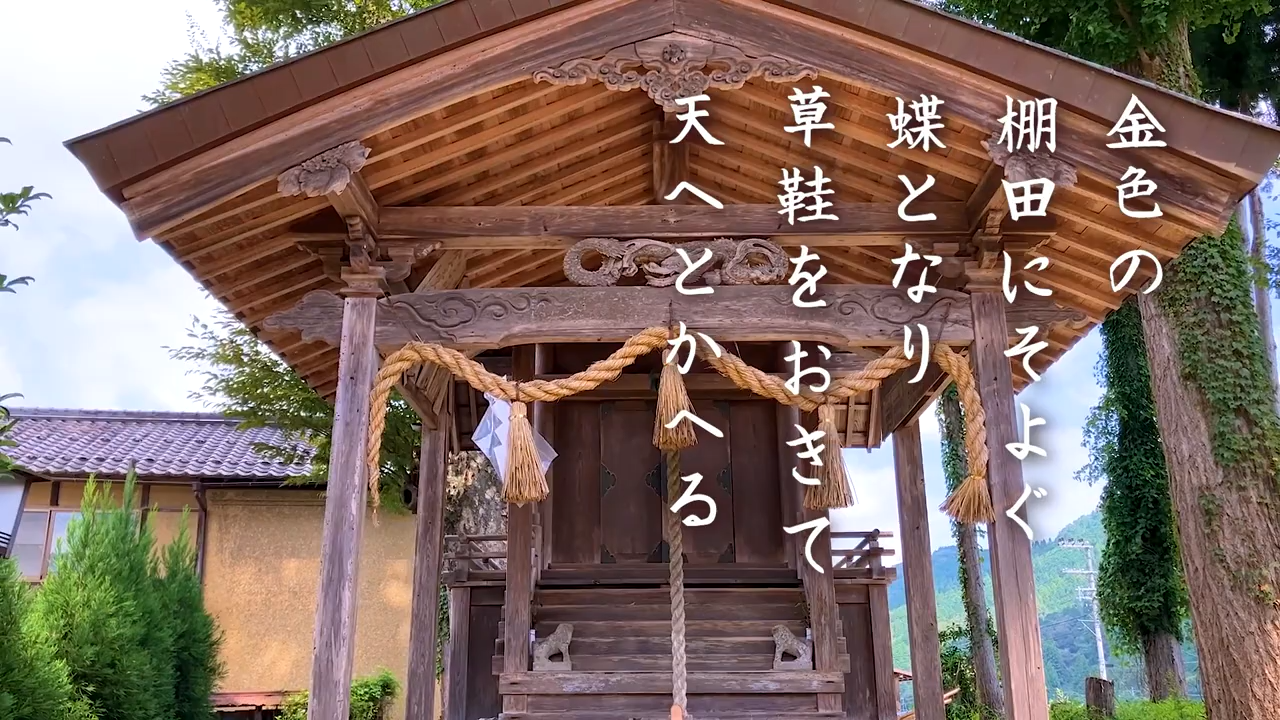 金色の
棚田にそよぐ
蝶となり
草鞋をおきて
天へとかへる